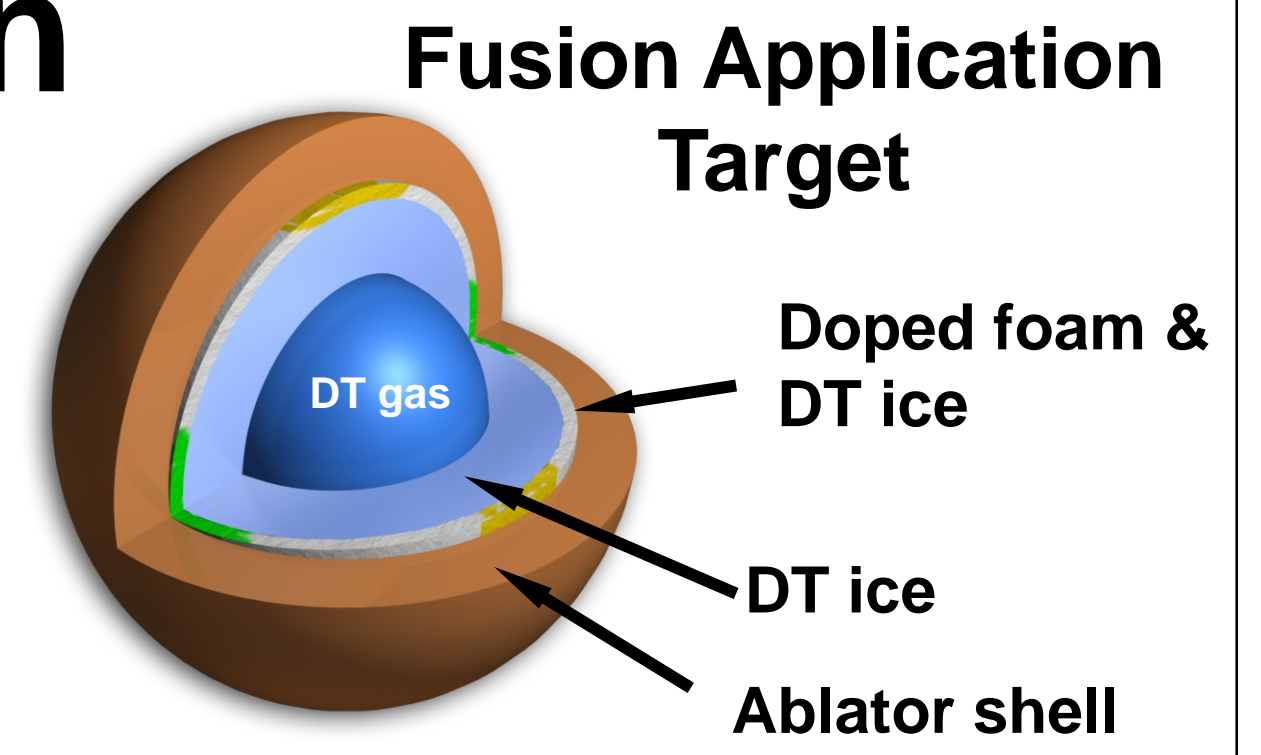 n
Fusion Application
Target
Doped foam &
DT ice
DT gas
DT ice
Ablator shell